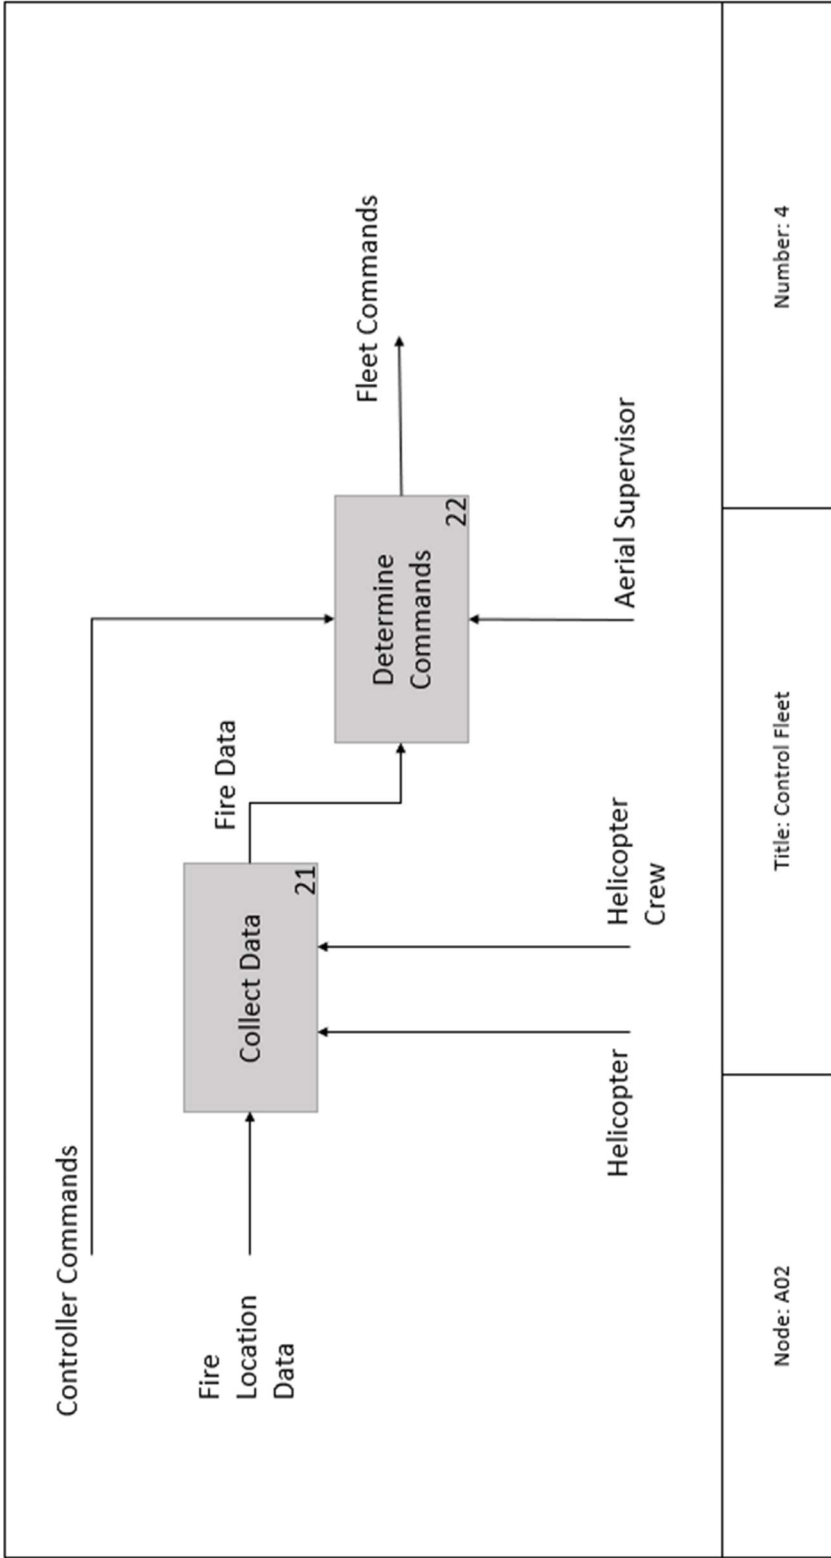 Controller Commands
Fire
Location
Data
Collect Data
21
Fire Data
Determine
Commands
22
Fleet Commands
Helicopter
Helicopter
Crew
Aerial Supervisor
Node: A02
Title: Control Fleet
Number: 4